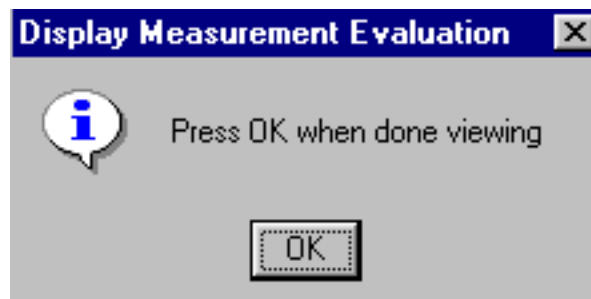 Display Measurement Evaluation
Press OK when done viewing
OK